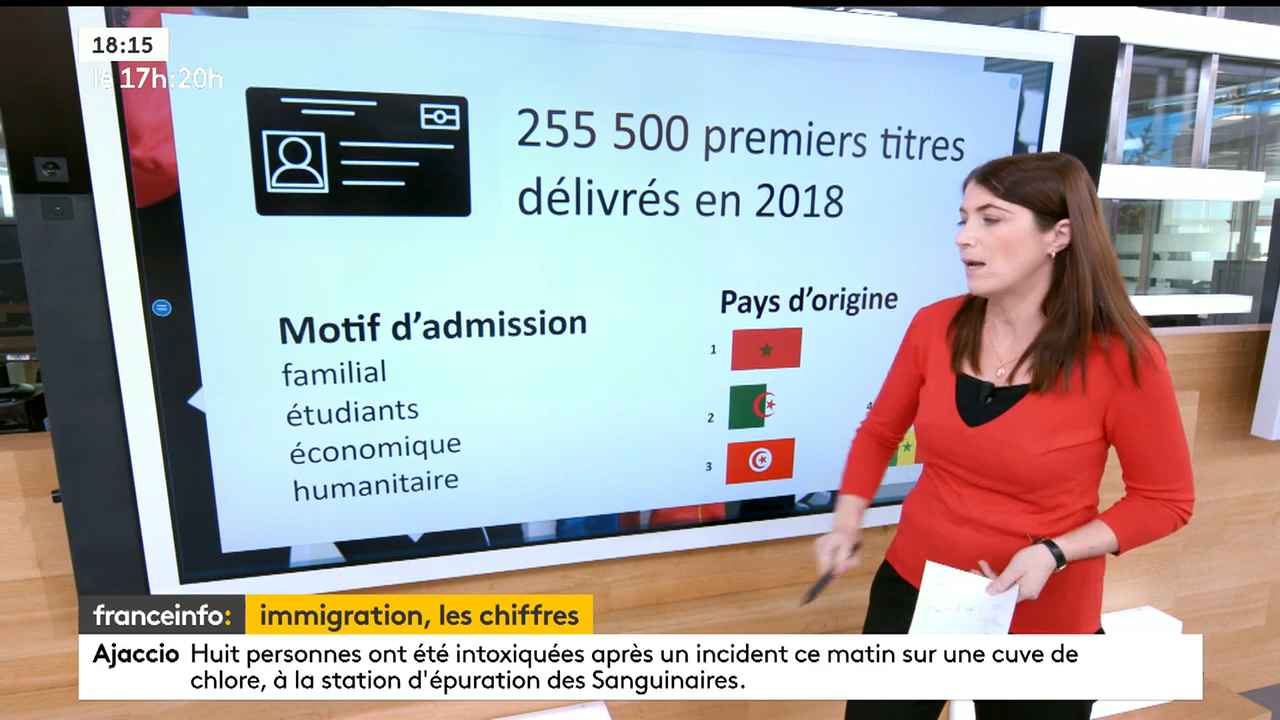 18:15
le 17h:20h
255 500 premiers titres
délivrés en 2018
Motif d’admission
familial
étudiants
économique
humanitaire
Pays d’origine
1
2
3
4
franceinfo:
immigration, les chiffres
Ajaccio Huit personnes ont été intoxiquées après un incident ce matin sur une cuve de
chlore, à la station d'épuration des Sanguinaires.